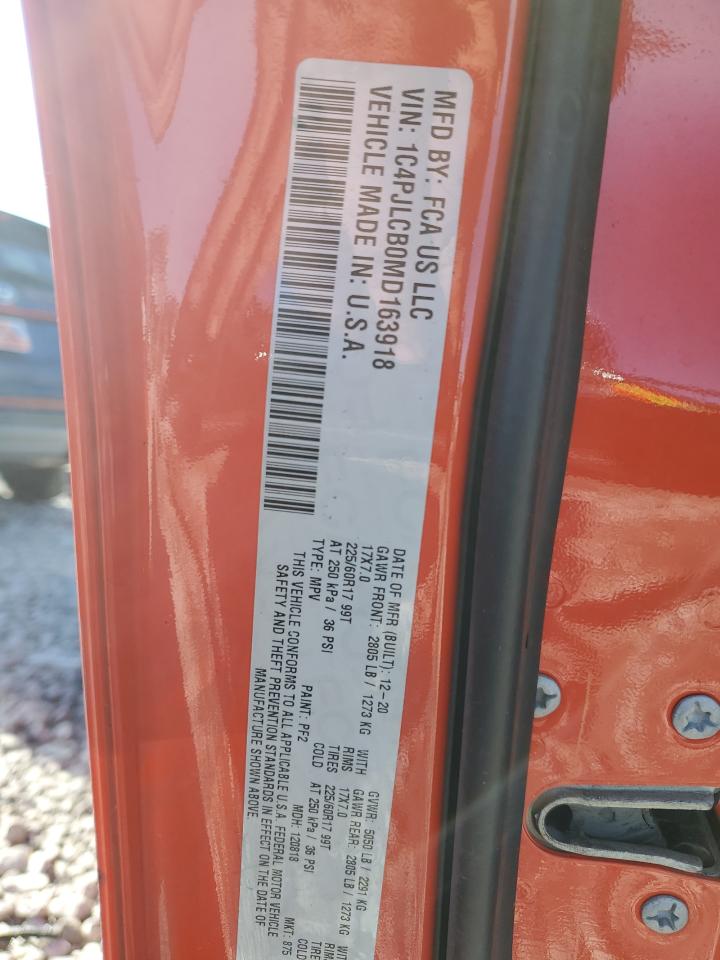 MFD BY: FCA US LLC
VIN: 1C4PJLCB0MD163918
VEHICLE MADE IN: U.S.A.
DATE OF MFR (BUILT): 12-20 GVWR: 5050 LB / 2291 KG
GAWR FRONT: 2805 LB / 1273 KG WITH GAWR REAR: 2805 LB / 1273 KG
17X7.0 RIMS 17X7.0
225/60R17 99T TIRES 225/60R17 99T
AT 250 kPa / 36 PSI COLD AT 250 kPa / 36 PSI COLD
TYPE: MPV PAINT: PF2 MDH: 120818 MKT: 875
THIS VEHICLE CONFORMS TO ALL APPLICABLE U.S.A. FEDERAL MOTOR VEHICLE
SAFETY AND THEFT PREVENTION STANDARDS IN EFFECT ON THE DATE OF
MANUFACTURE SHOWN ABOVE.